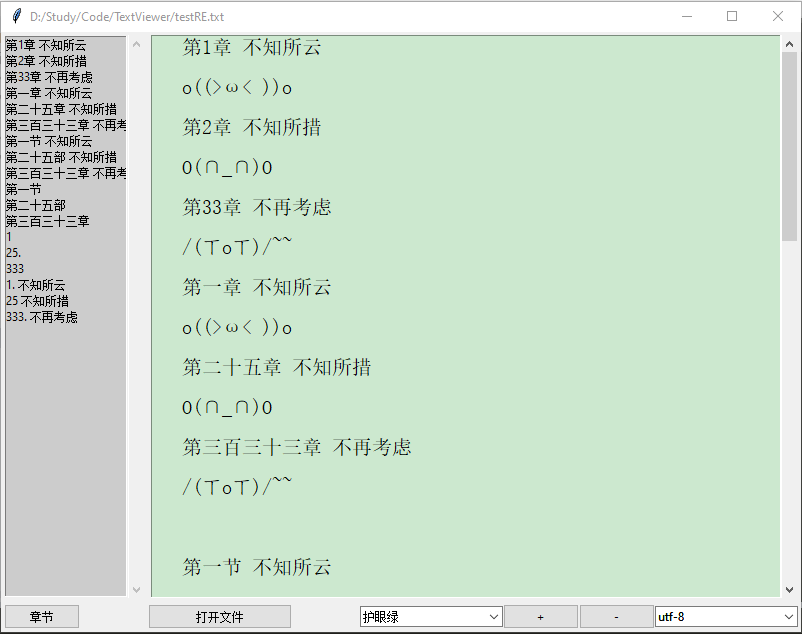 D:/Study/Code/TextViewer/testRE.txt
第1章 不知所云
第2章 不知所措
第33章 不再考虑
第一章 不知所云
第二十五章 不知所措
第三百三十三章 不再考
第一节 不知所云
第二十五部 不知所措
第三百三十三章 不再考
第一节
第二十五部
第三百三十三章
1
25.
333
1. 不知所云
25 不知所措
333. 不再考虑
第1章 不知所云
o((>ω< ))o
第2章 不知所措
O(∩_∩)O
第33章 不再考虑
/(ㄒoㄒ)/~~
第一章 不知所云
o((>ω< ))o
第二十五章 不知所措
O(∩_∩)O
第三百三十三章 不再考虑
/(ㄒoㄒ)/~~
第一节 不知所云
章节
打开文件
护眼绿
+
-
utf-8